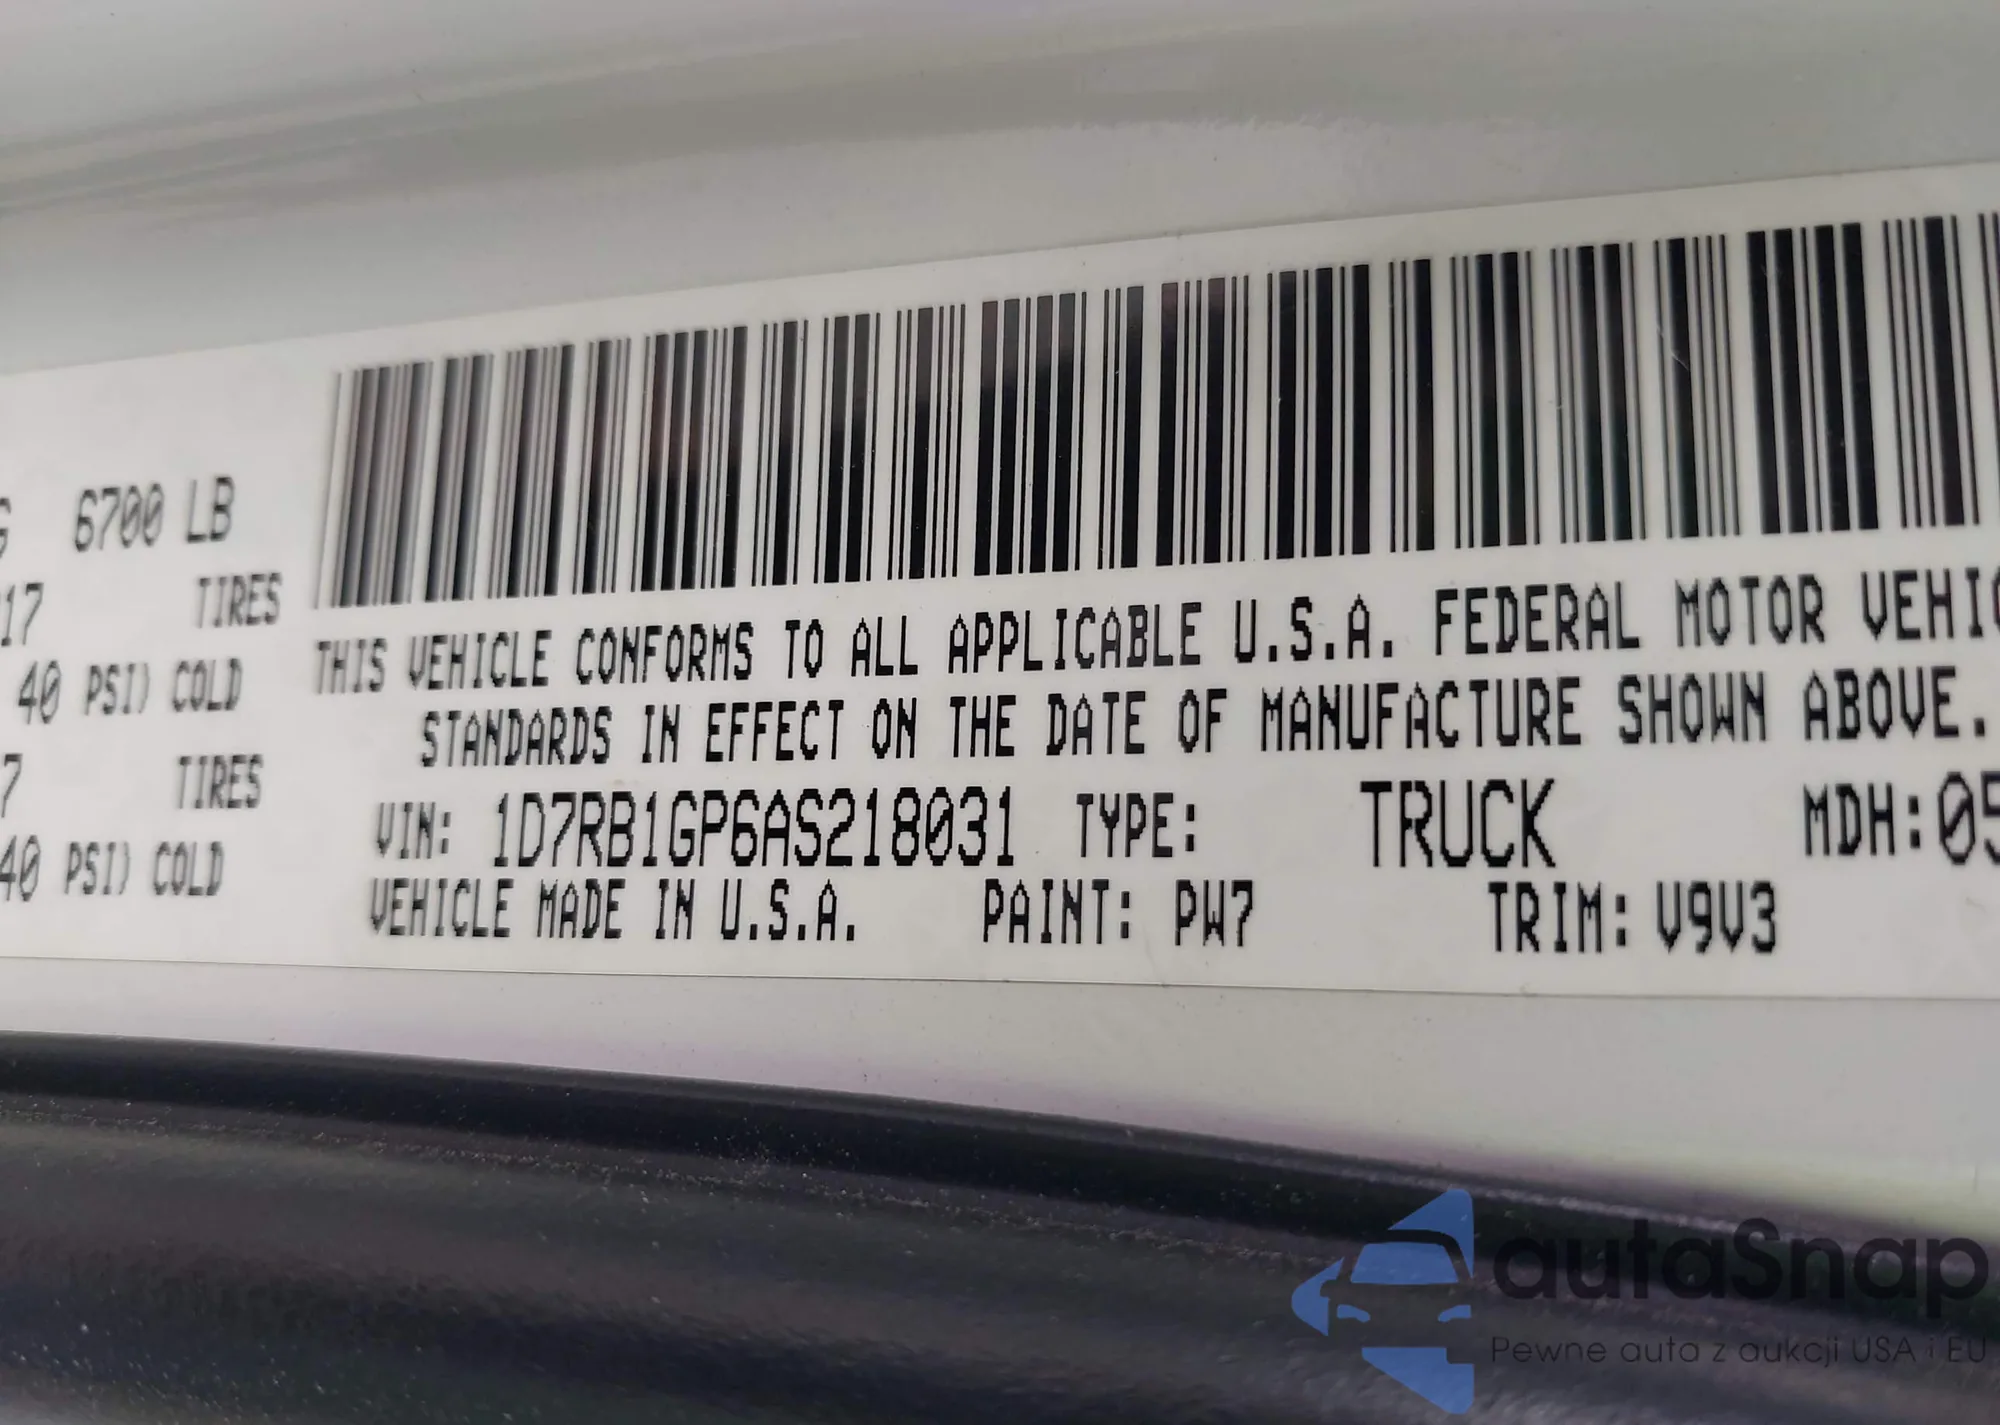 6700 LB
17 TIRES
40 PSI) COLD
7 TIRES
40 PSI) COLD
THIS VEHICLE CONFORMS TO ALL APPLICABLE U.S.A. FEDERAL MOTOR VEHIC
STANDARDS IN EFFECT ON THE DATE OF MANUFACTURE SHOWN ABOVE.
VIN: 1D7RB1GP6AS218031 TYPE: TRUCK MDH:05
VEHICLE MADE IN U.S.A. PAINT: PW7 TRIM: V9V3
autaSnap
Pewne auta z aukcji USA i EU